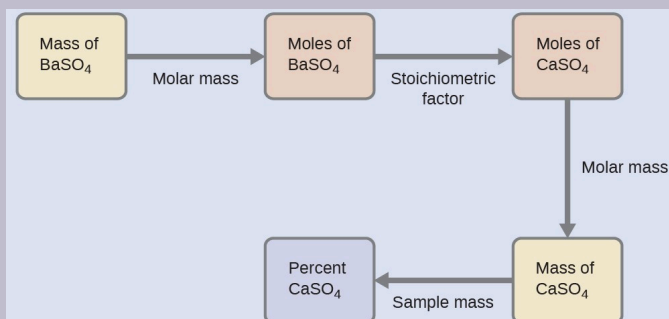 Mass of
BaSO₄
Molar mass
Moles of
BaSO₄
Stoichiometric
factor
Moles of
CaSO₄
Molar mass
Mass of
CaSO₄
Sample mass
Percent
CaSO₄